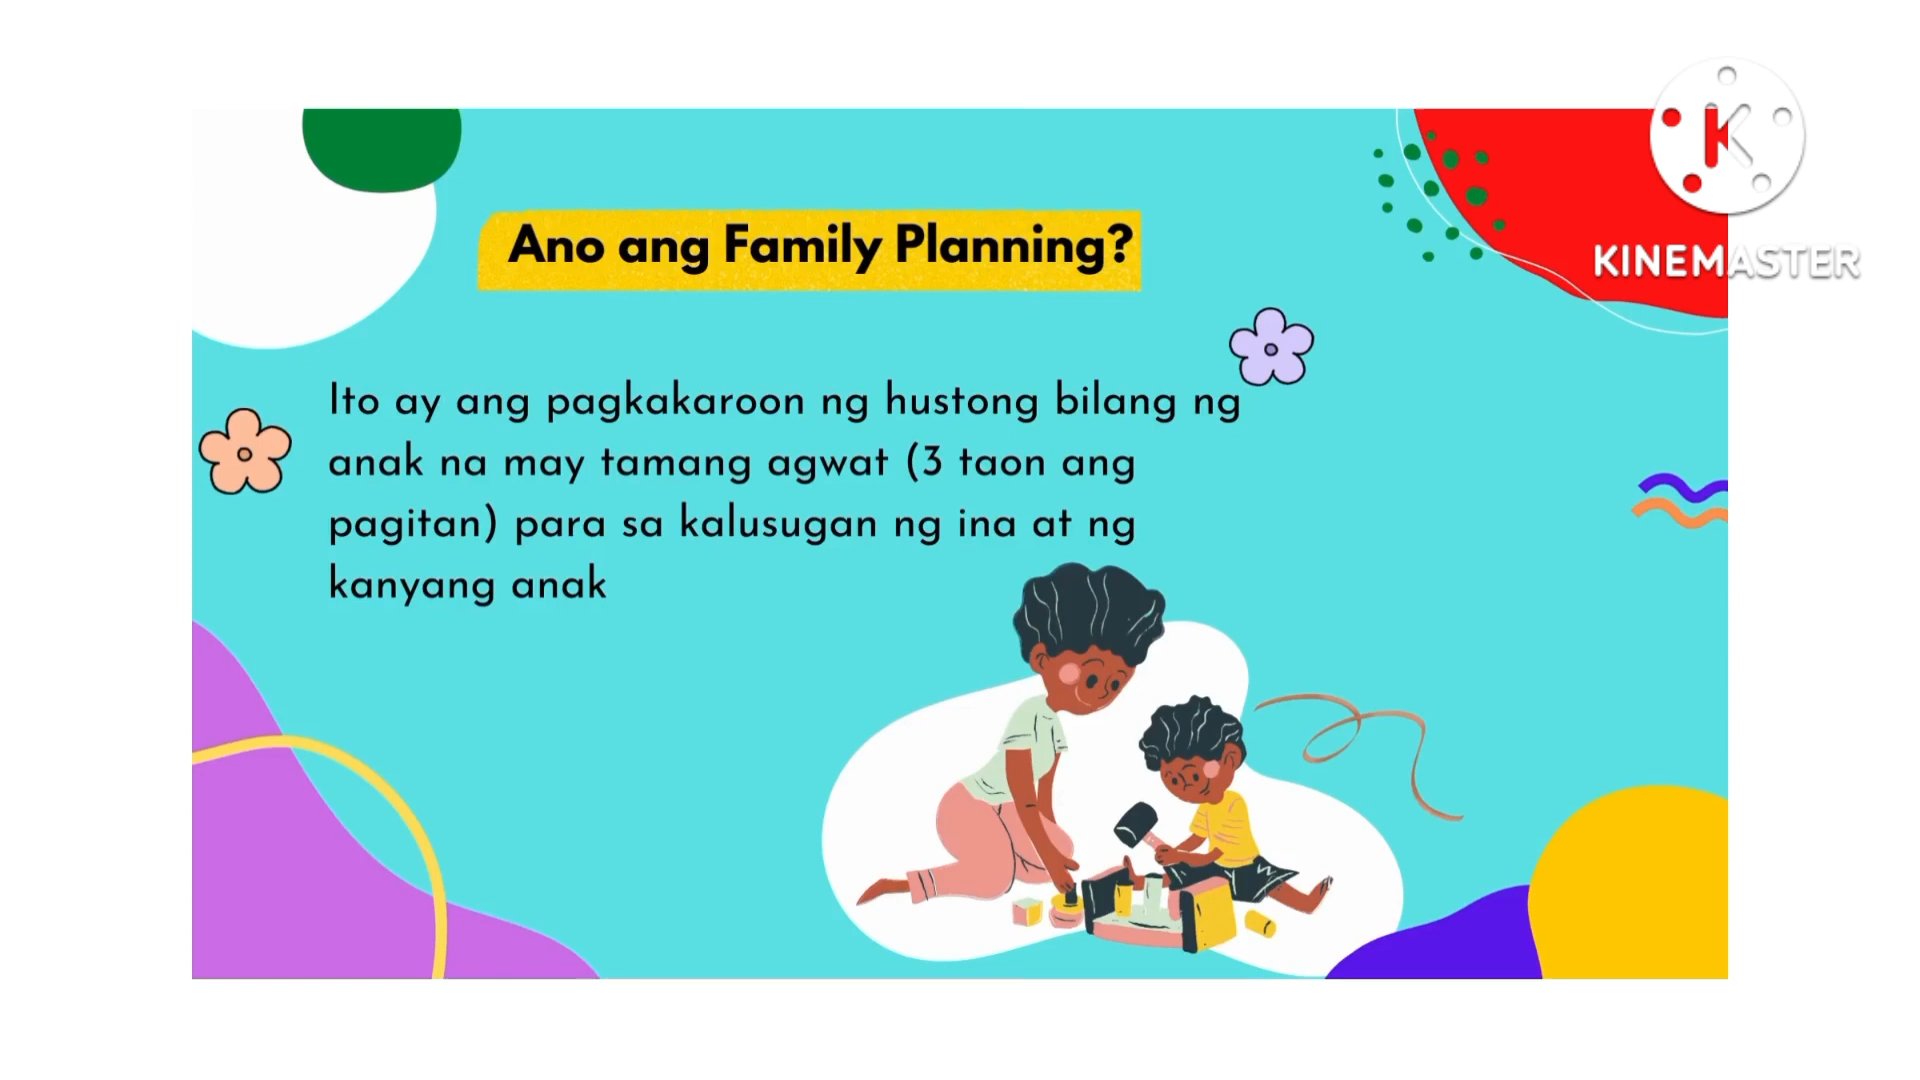 Ano ang Family Planning?
Ito ay ang pagkakaroon ng hustong bilang ng
anak na may tamang agwat (3 taon ang
pagitan) para sa kalusugan ng ina at ng
kanyang anak
K
KINEMASTER